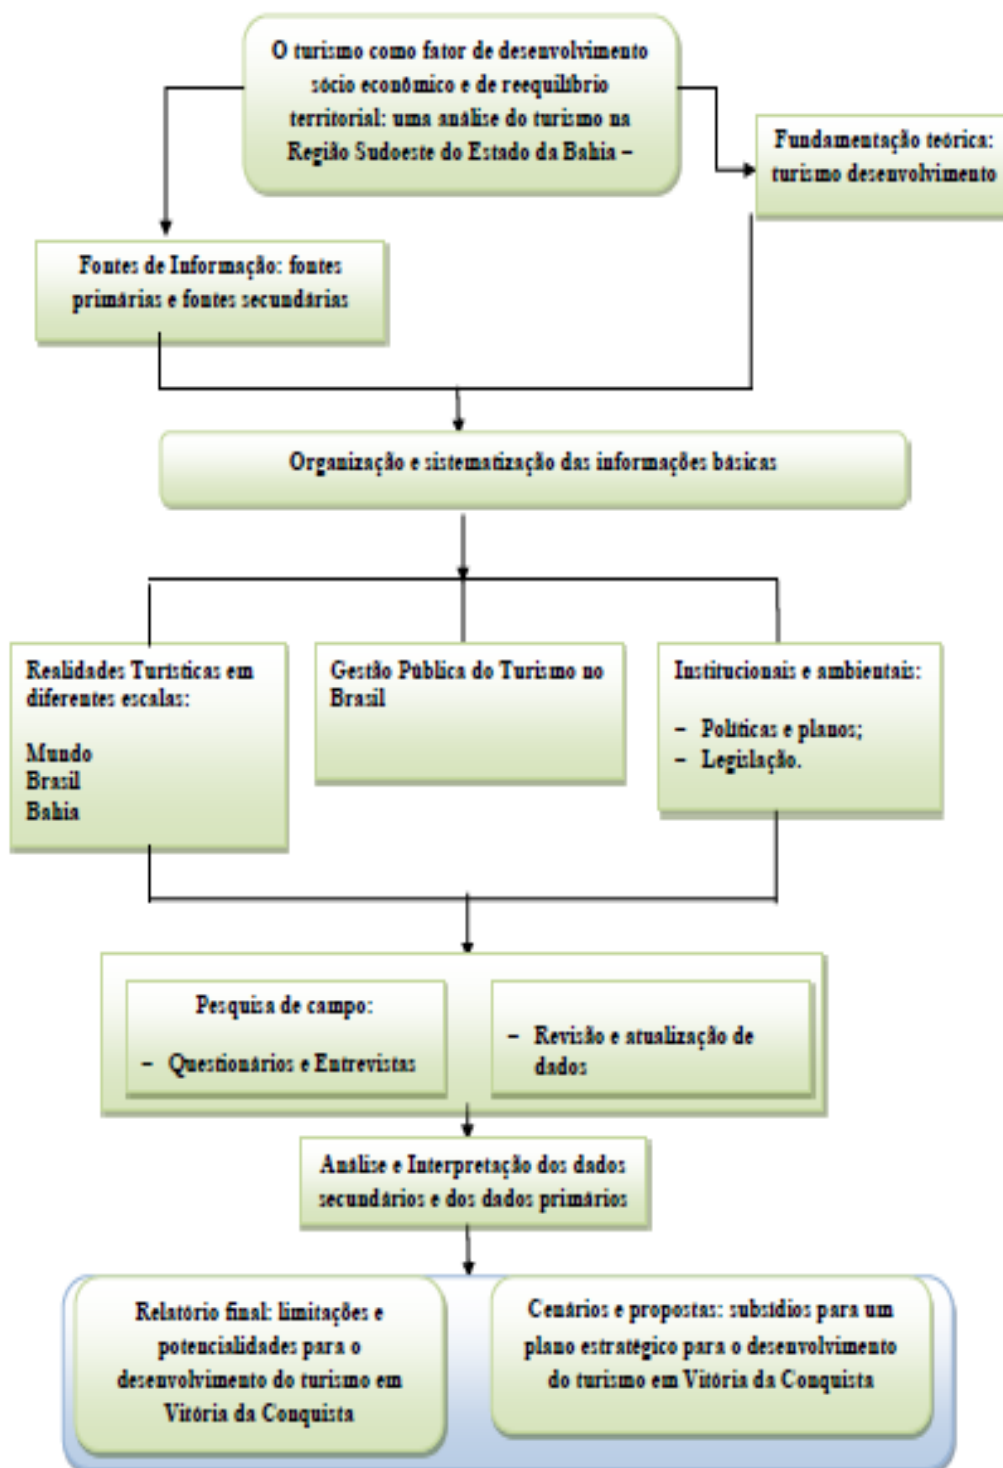 O turismo como fator de desenvolvimento
sócio econômico e de reequilíbrio
territorial: uma análise do turismo na
Região Sudoeste do Estado da Bahia –
Fundamentação teórica:
turismo desenvolvimento
Fontes de Informação: fontes
primárias e fontes secundárias
Organização e sistematização das informações básicas
Realidades Turísticas em
diferentes escalas:
Mundo
Brasil
Bahia
Gestão Pública do Turismo no
Brasil
Institucionais e ambientais:
– Políticas e planos;
– Legislação.
Pesquisa de campo:
– Questionários e Entrevistas
– Revisão e atualização de
dados
Análise e Interpretação dos dados
secundários e dos dados primários
Relatório final: limitações e
potencialidades para o
desenvolvimento do turismo em
Vitória da Conquista
Cenários e propostas: subsídios para um
plano estratégico para o desenvolvimento
do turismo em Vitória da Conquista